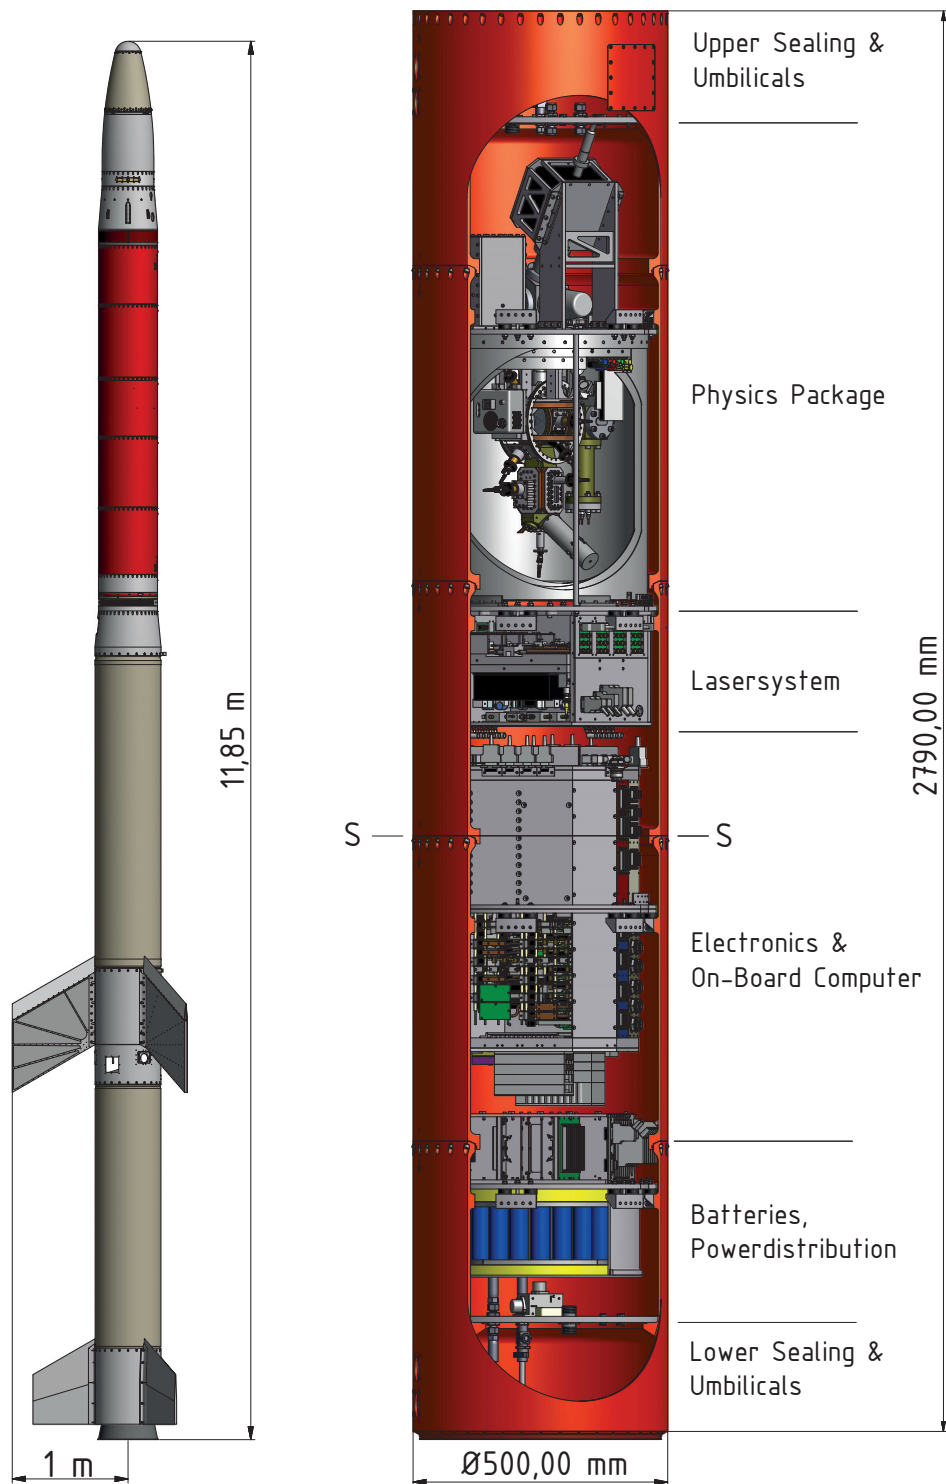 Upper Sealing &
Umbilicals
Physics Package
Lasersystem
2790,00 mm
11,85 m
S
S
Electronics &
On-Board Computer
Batteries,
Powerdistribution
Lower Sealing &
Umbilicals
1 m
Ø500,00 mm